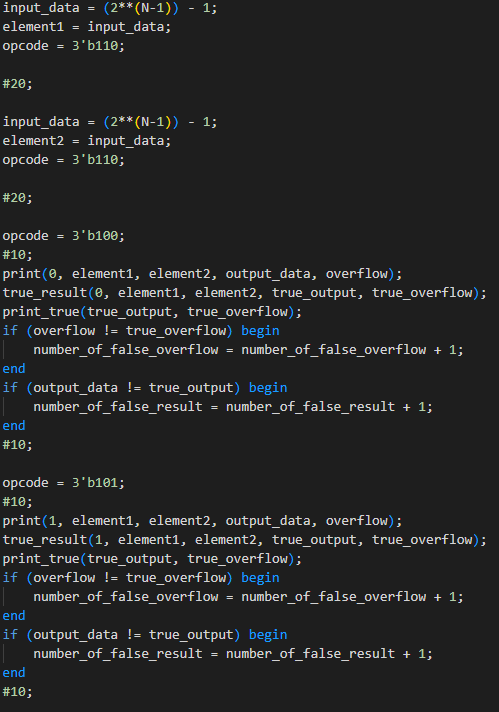 input_data = (2**(N-1)) - 1;
element1 = input_data;
opcode = 3'b110;
#20;
input_data = (2**(N-1)) - 1;
element2 = input_data;
opcode = 3'b110;
#20;
opcode = 3'b100;
#10;
print(0, element1, element2, output_data, overflow);
true_result(0, element1, element2, true_output, true_overflow);
print_true(true_output, true_overflow);
if (overflow != true_overflow) begin
    number_of_false_overflow = number_of_false_overflow + 1;
end
if (output_data != true_output) begin
    number_of_false_result = number_of_false_result + 1;
end
#10;
opcode = 3'b101;
#10;
print(1, element1, element2, output_data, overflow);
true_result(1, element1, element2, true_output, true_overflow);
print_true(true_output, true_overflow);
if (overflow != true_overflow) begin
    number_of_false_overflow = number_of_false_overflow + 1;
end
if (output_data != true_output) begin
    number_of_false_result = number_of_false_result + 1;
end
#10;